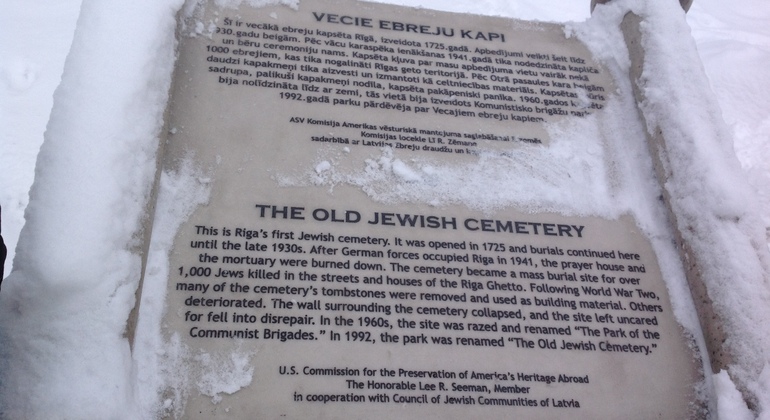 VECIE EBREJU KAPI
Šī ir vecākā ebreju kapsēta Rīgā, izveidota 1725.gadā. Apbedījumi veikti šeit līdz
930.gadu beigām. Pēc vācu karaspēka ienākšanas 1941.gadā tika nodedzināta kapliča
un bēru ceremoniju nams. Kapsēta kļuva par masu apbedījuma vietu vairāk nekā
1000 ebrejiem, kas tika nogalināti Rīgas geto teritorijā. Pēc Otrā pasaules kara beigām
daudzi kapakmeņi tika aizvesti un izmantoti kā celtniecības materiāls. Kapsētas
sadrupa, palikuši kapakmeņi nodila, kapsēta pakāpeniski panīka. 1960.gados
bija nolīdzināta līdz ar zemi, tās vietā bija izveidots Komunistisko brigāžu
1992.gadā parku pārdēvēja par Vecajiem ebreju kapiem.
ASV Komisija Amerikas vēsturiskā mantojuma saglabāšanai
Komisijas locekle Lī R. Zēmane
sadarbībā ar Latvijas Ebreju draudžu un
THE OLD JEWISH CEMETERY
This is Riga's first Jewish cemetery. It was opened in 1725 and burials continued here
until the late 1930s. After German forces occupied Riga in 1941, the prayer house and
the mortuary were burned down. The cemetery became a mass burial site for over
1,000 Jews killed in the streets and houses of the Riga Ghetto. Following World War Two,
many of the cemetery's tombstones were removed and used as building material. Others
deteriorated. The wall surrounding the cemetery collapsed, and the site left uncared
for fell into disrepair. In the 1960s, the site was razed and renamed "The Park of the
Communist Brigades." In 1992, the park was renamed "The Old Jewish Cemetery."
U.S. Commission for the Preservation of America's Heritage Abroad
The Honorable Lee R. Seeman, Member
in cooperation with Council of Jewish Communities of Latvia